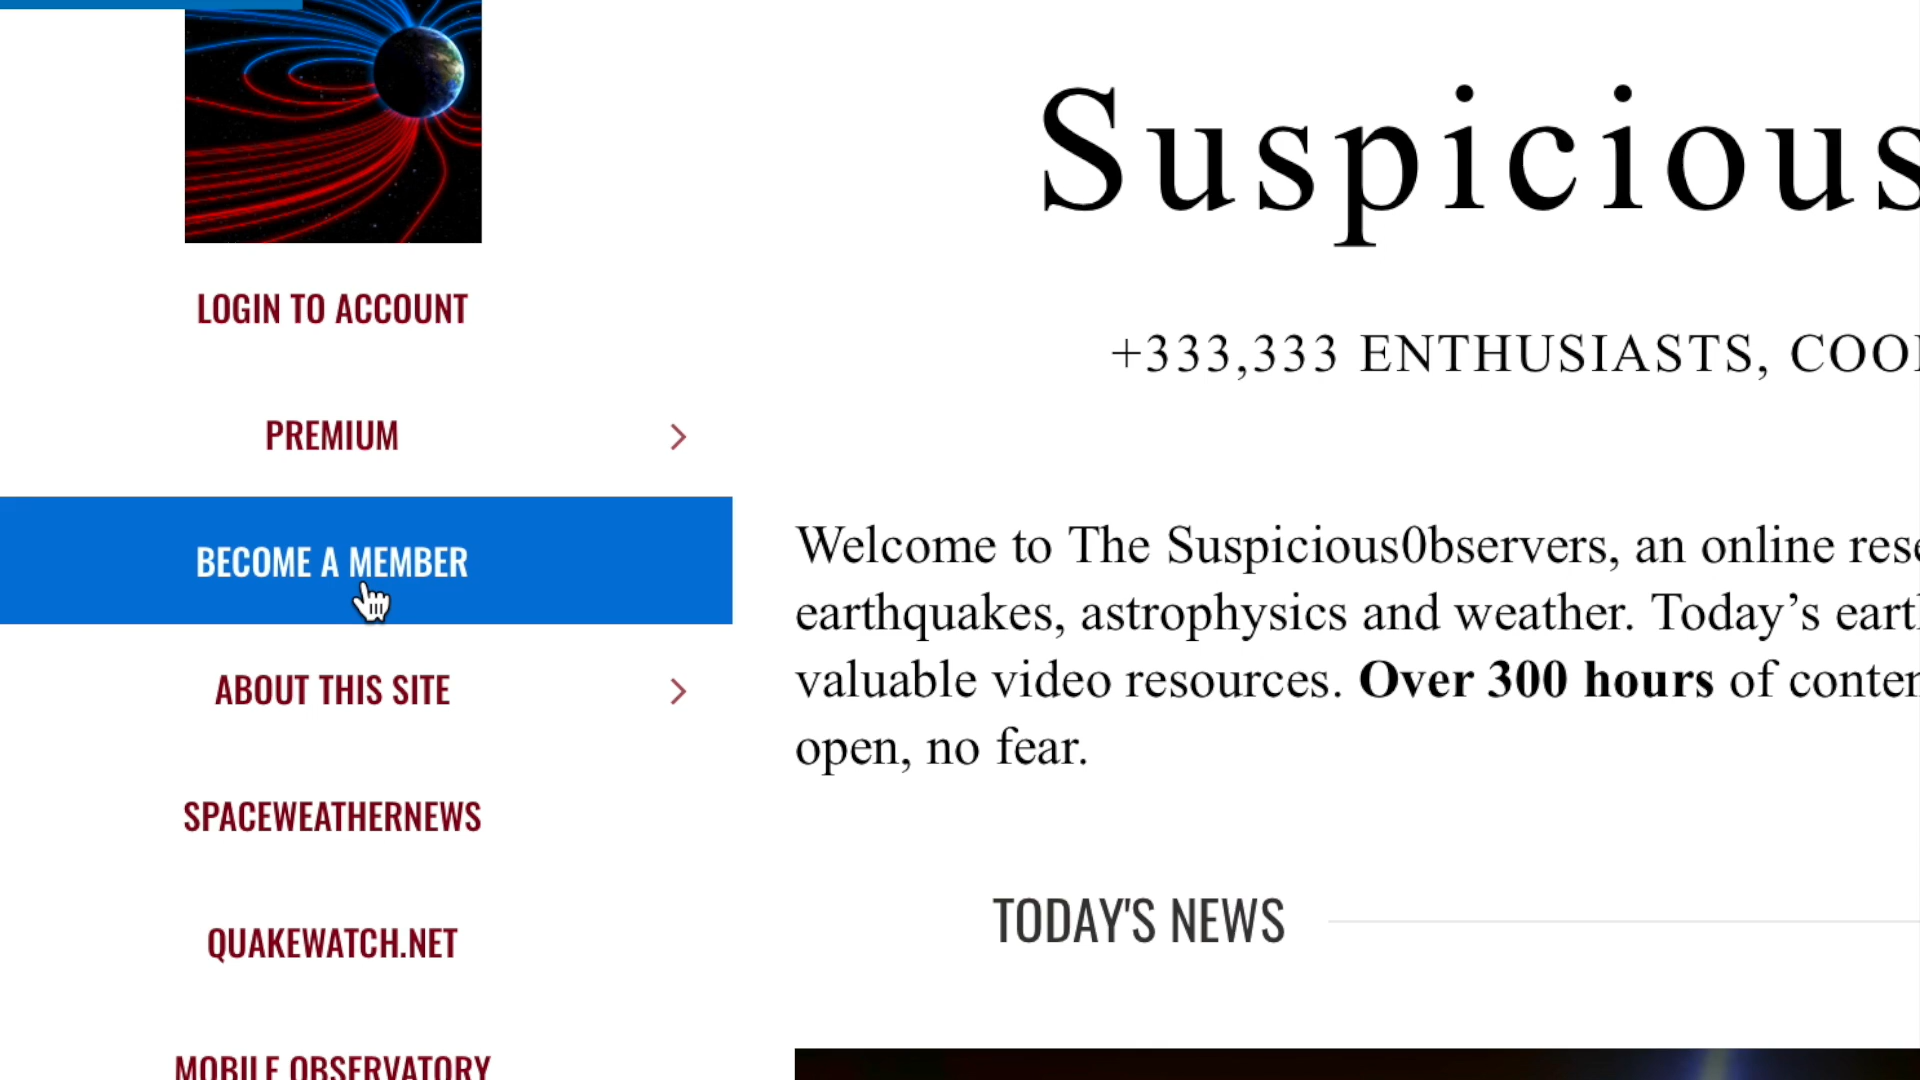 LOGIN TO ACCOUNT
PREMIUM
BECOME A MEMBER
ABOUT THIS SITE
SPACEWEATHERNEWS
QUAKEWATCH.NET
MOBILE OBSERVATORY
Suspicious
+333,333 ENTHUSIASTS,
Welcome to The Suspicious0bservers, an online
earthquakes, astrophysics and weather. Today’s
valuable video resources. Over 300 hours of
open, no fear.
TODAY'S NEWS